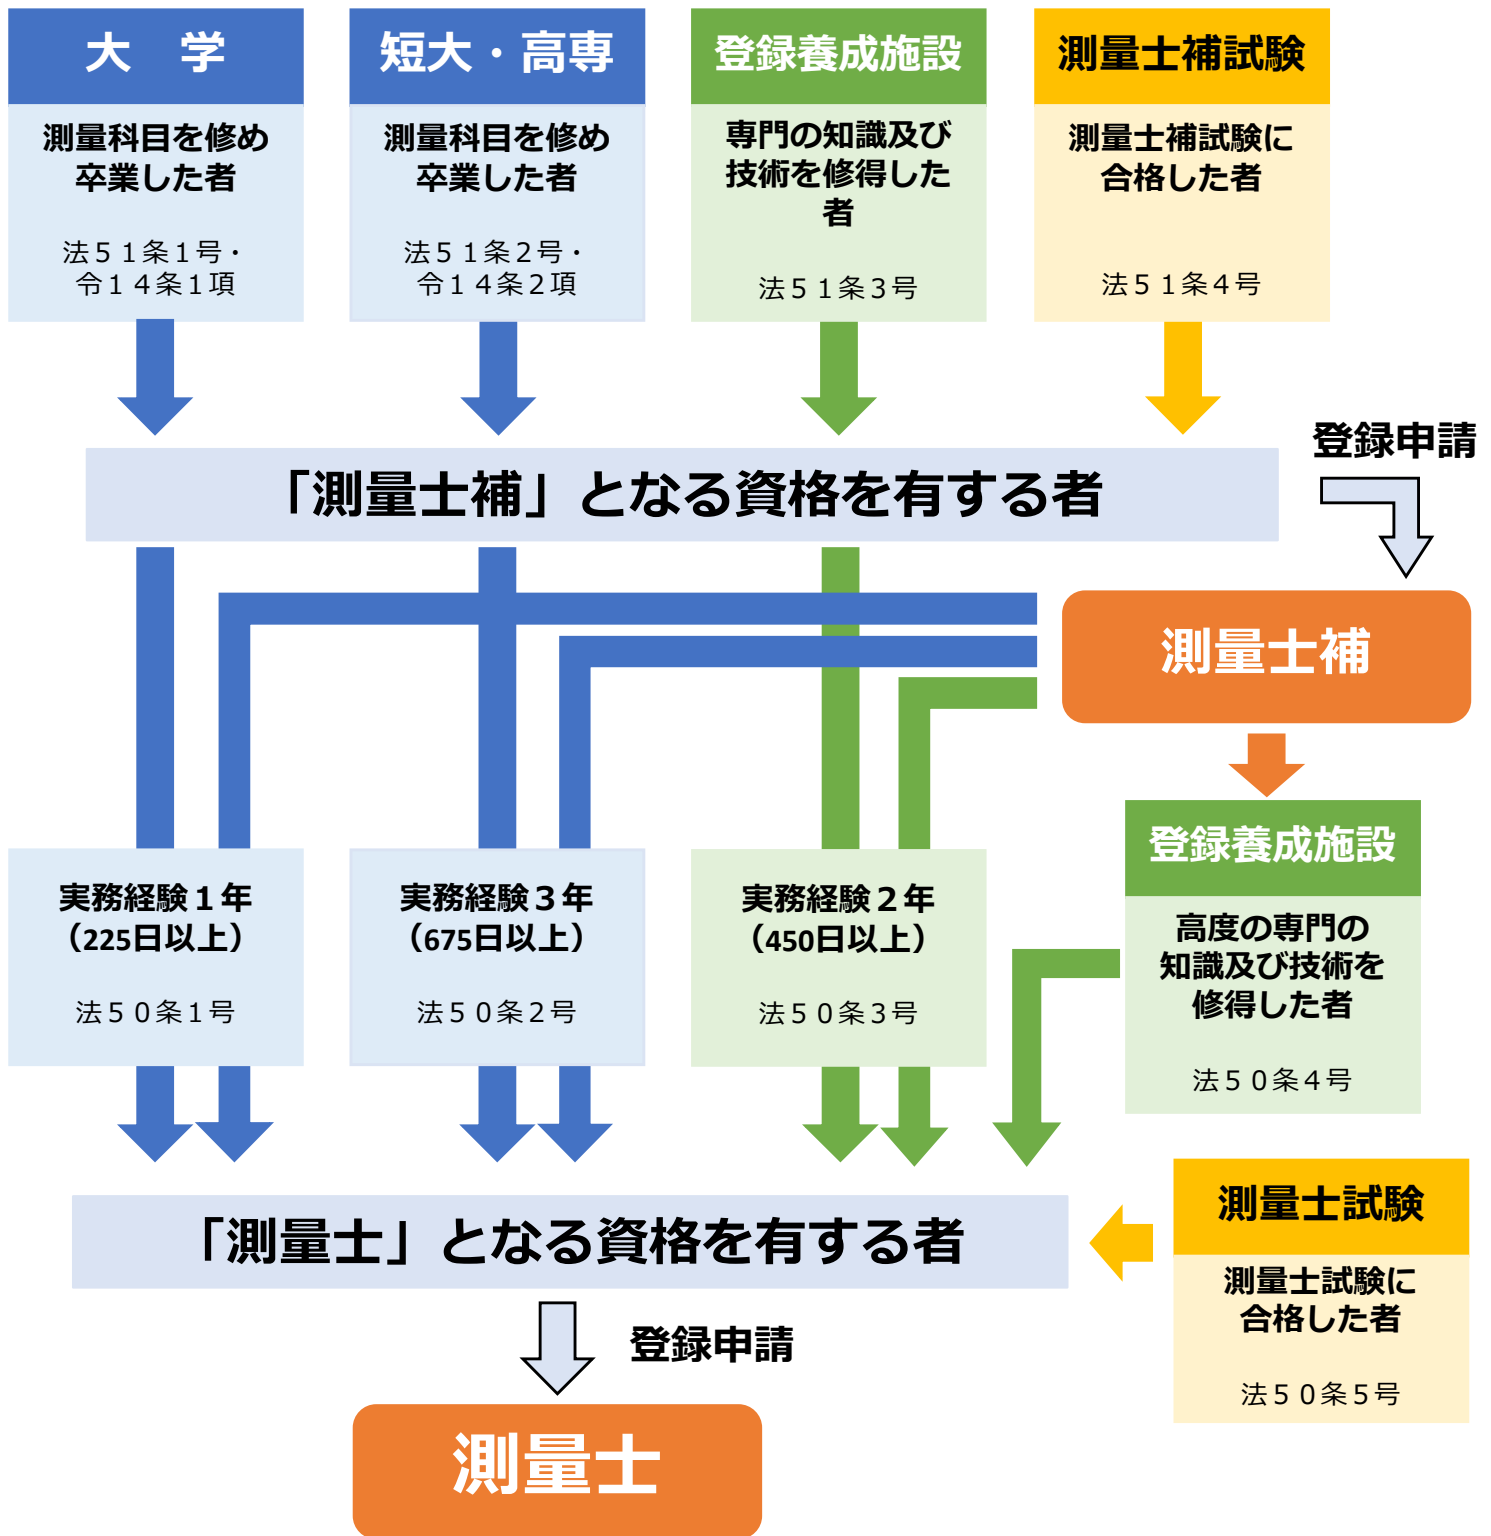 大　学
測量科目を修め
卒業した者
法５１条１号・
令１４条１項
短大・高専
測量科目を修め
卒業した者
法５１条２号・
令１４条２項
登録養成施設
専門の知識及び
技術を修得した
者
法５１条３号
測量士補試験
測量士補試験に
合格した者
法５１条４号
「測量士補」となる資格を有する者
登録申請
測量士補
実務経験１年
（225日以上）
法５０条１号
実務経験３年
（675日以上）
法５０条２号
実務経験２年
（450日以上）
法５０条３号
登録養成施設
高度の専門の
知識及び技術を
修得した者
法５０条４号
「測量士」となる資格を有する者
測量士試験
測量士試験に
合格した者
法５０条５号
登録申請
測量士